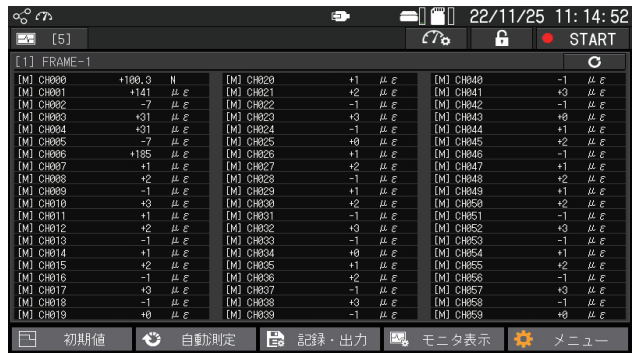 22/11/25 11:14:52
[5] START
[1] FRAME-1
[M] CH000 +100.3 N [M] CH020 +1 με [M] CH040 -1 με
[M] CH001 +141 με [M] CH021 +2 με [M] CH041 +3 με
[M] CH002 -7 με [M] CH022 -1 με [M] CH042 -1 με
[M] CH003 +31 με [M] CH023 +3 με [M] CH043 +0 με
[M] CH004 +31 με [M] CH024 -1 με [M] CH044 +1 με
[M] CH005 -7 με [M] CH025 +0 με [M] CH045 +2 με
[M] CH006 +185 με [M] CH026 +1 με [M] CH046 -1 με
[M] CH007 +1 με [M] CH027 +2 με [M] CH047 +1 με
[M] CH008 +2 με [M] CH028 -1 με [M] CH048 +2 με
[M] CH009 -1 με [M] CH029 +1 με [M] CH049 +1 με
[M] CH010 +3 με [M] CH030 +2 με [M] CH050 +2 με
[M] CH011 +1 με [M] CH031 -1 με [M] CH051 -1 με
[M] CH012 +2 με [M] CH032 +3 με [M] CH052 +3 με
[M] CH013 -1 με [M] CH033 -1 με [M] CH053 -1 με
[M] CH014 +1 με [M] CH034 +0 με [M] CH054 +1 με
[M] CH015 +2 με [M] CH035 +1 με [M] CH055 +2 με
[M] CH016 -1 με [M] CH036 +2 με [M] CH056 -1 με
[M] CH017 +3 με [M] CH037 -1 με [M] CH057 +3 με
[M] CH018 -1 με [M] CH038 +3 με [M] CH058 -1 με
[M] CH019 +0 με [M] CH039 -1 με [M] CH059 +0 με
初期値 自動測定 記録・出力 モニタ表示 メニュー